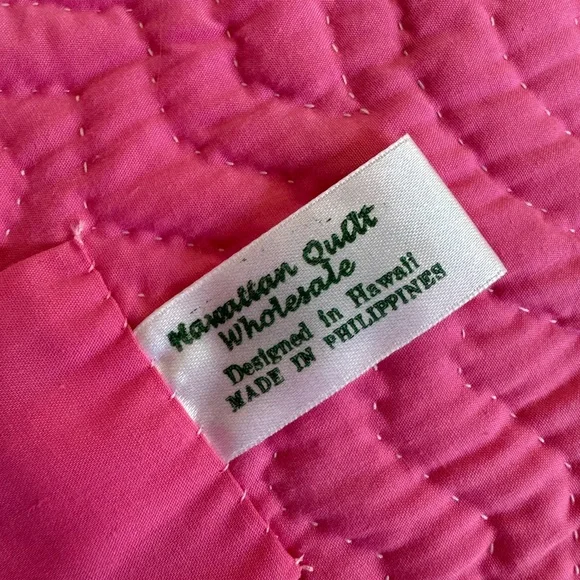 Hawaiian Quilt
Wholesale
Designed in Hawaii
MADE IN PHILIPPINES